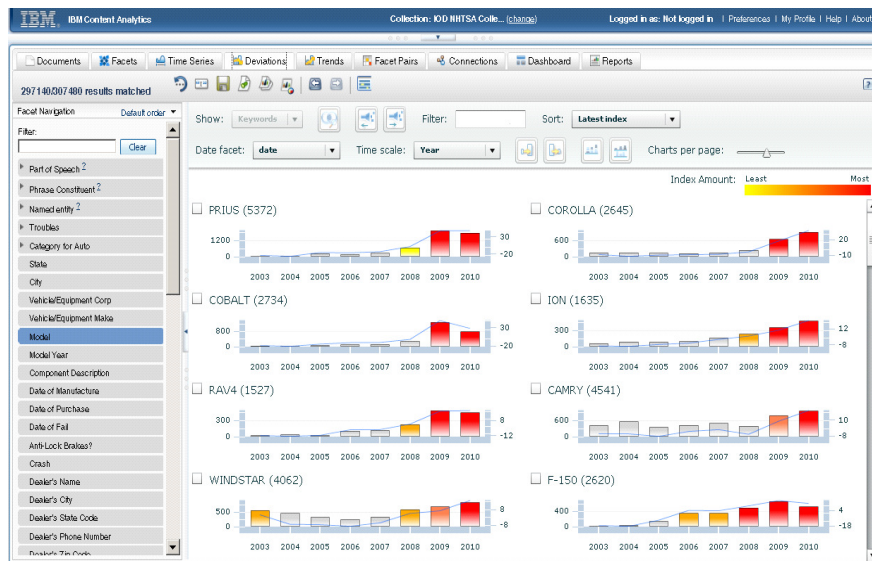 IBM. IBM Content Analytics Collection: IOD NHTSA Colle... (change) Logged in as: Not logged in | Preferences | My Profile | Help | About
Documents Facets Time Series Deviations Trends Facet Pairs Connections Dashboard Reports
297140/307480 results matched
Facet Navigation Default order
Filter:
Clear
Part of Speech 2
Phrase Constituent 2
Named entity 2
Troubles
Category for Auto
State
City
Vehicle/Equipment Corp
Vehicle/Equipment Make
Model
Model Year
Component Description
Date of Manufacture
Date of Purchase
Date of Fail
Anti-Lock Brakes?
Crash
Dealer's Name
Dealer's City
Dealer's State Code
Dealer's Phone Number
Dealer's Zip Code
Show: Keywords Filter: Sort: Latest index
Date facet: date Time scale: Year Charts per page:
Index Amount: Least Most
PRIUS (5372)
1200 30
0 -20
2003 2004 2005 2006 2007 2008 2009 2010
COROLLA (2645)
600 20
0 -10
2003 2004 2005 2006 2007 2008 2009 2010
COBALT (2734)
800 30
0 -20
2003 2004 2005 2006 2007 2008 2009 2010
ION (1635)
300 12
0 -8
2003 2004 2005 2006 2007 2008 2009 2010
RAV4 (1527)
300 8
0 -12
2003 2004 2005 2006 2007 2008 2009 2010
CAMRY (4541)
600 10
0 -8
2003 2004 2005 2006 2007 2008 2009 2010
WINDSTAR (4062)
500 8
0 -8
2003 2004 2005 2006 2007 2008 2009 2010
F-150 (2620)
400 4
0 -18
2003 2004 2005 2006 2007 2008 2009 2010